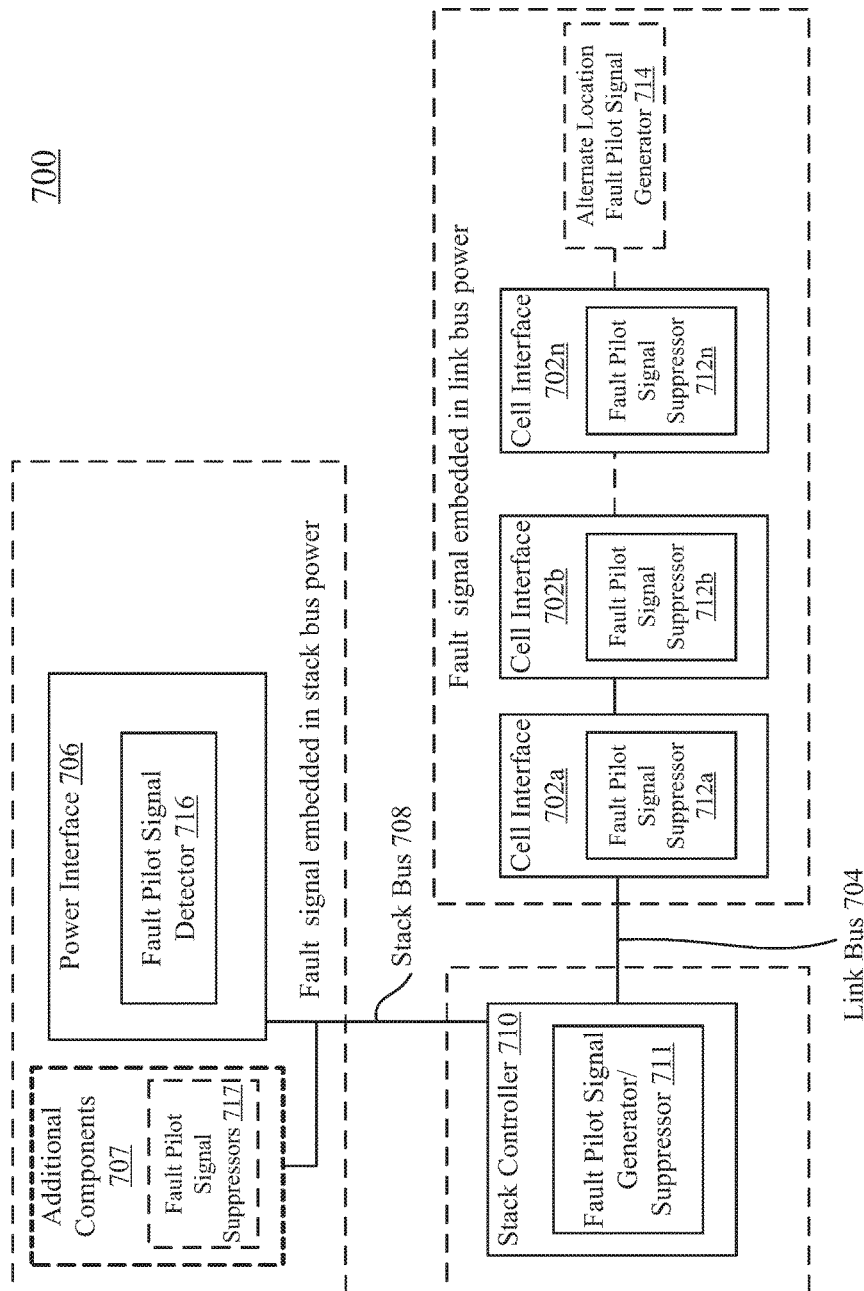 700
Additional
Components
707
Fault Pilot
Signal
Suppressors 717
Power Interface 706
Fault Pilot Signal
Detector 716
Fault signal embedded in stack bus power
Stack Bus 708
Stack Controller 710
Fault Pilot Signal
Generator/
Suppressor 711
Link Bus 704
Fault signal embedded in link bus power
Cell Interface
702a
Fault Pilot
Signal
Suppressor
712a
Cell Interface
702b
Fault Pilot
Signal
Suppressor
712b
Cell Interface
702n
Fault Pilot
Signal
Suppressor
712n
Alternate Location
Fault Pilot Signal
Generator 714